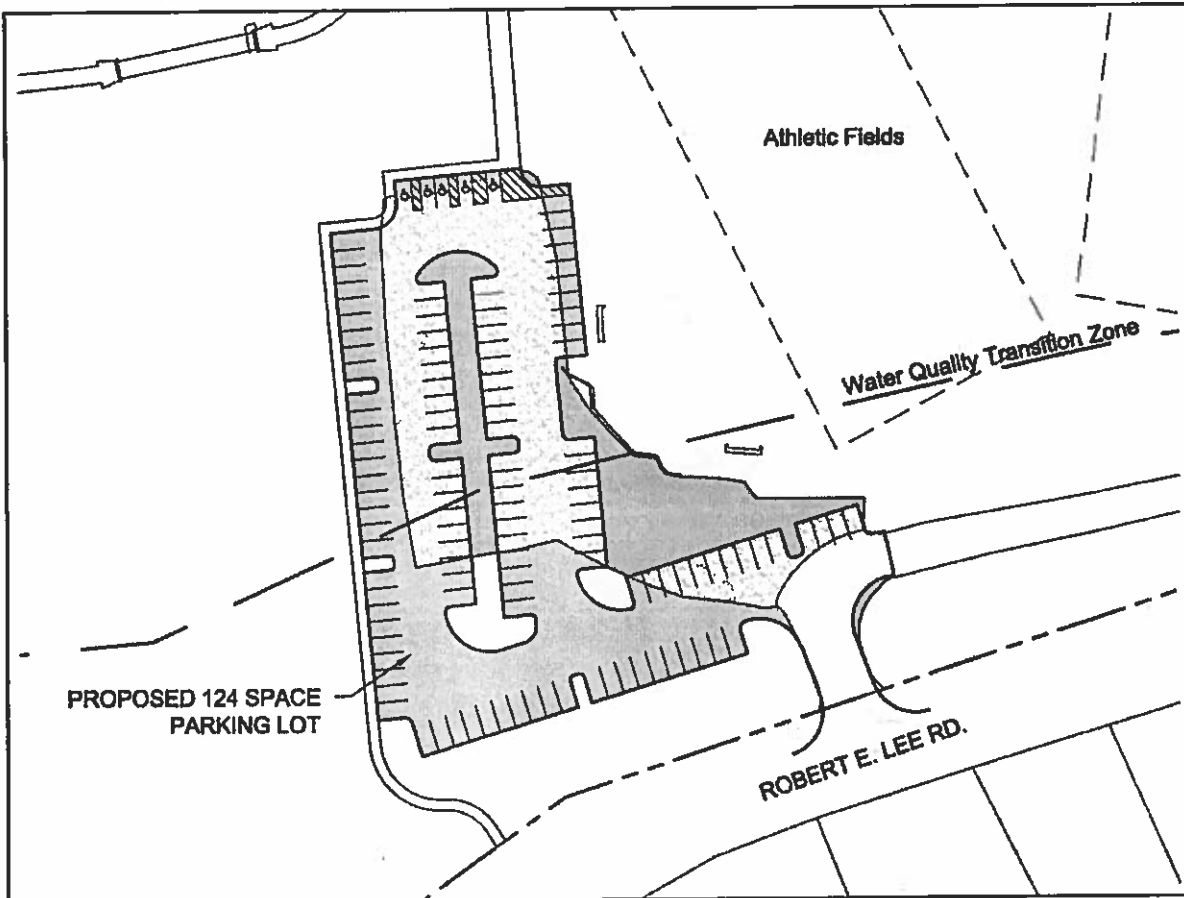 Athletic Fields
Water Quality Transition Zone
PROPOSED 124 SPACE
PARKING LOT
ROBERT E. LEE RD.